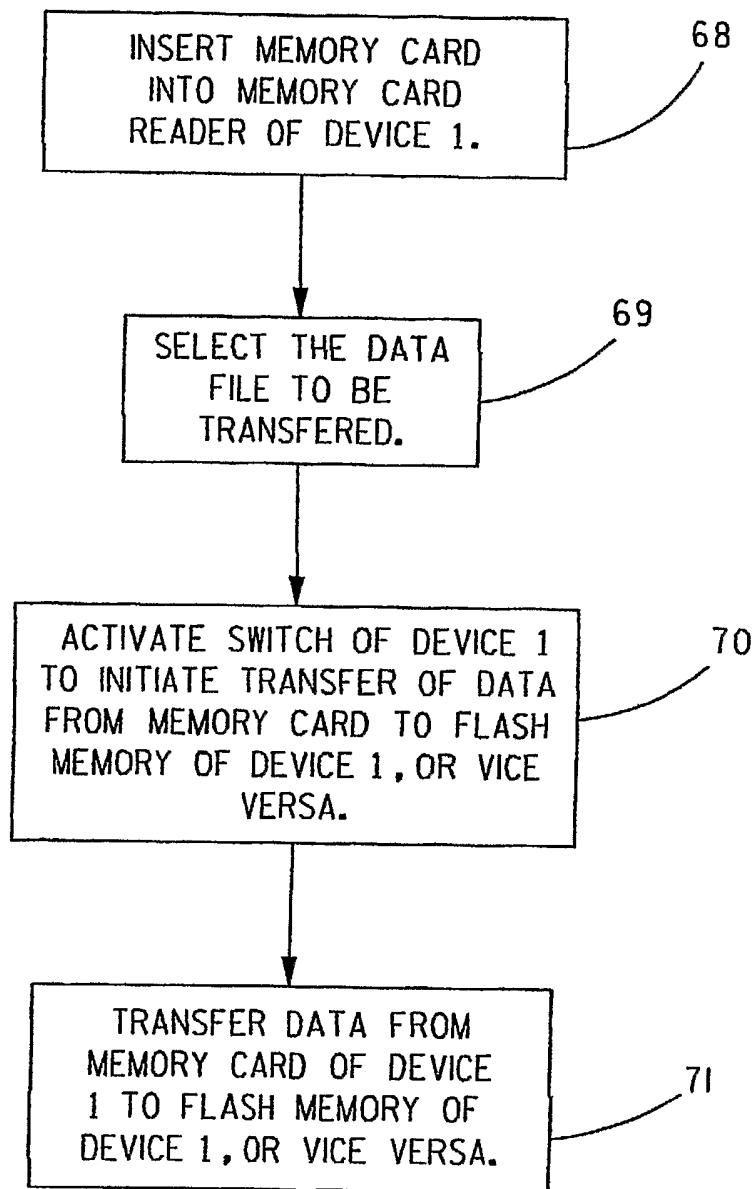 INSERT MEMORY CARD
INTO MEMORY CARD
READER OF DEVICE 1.
68
SELECT THE DATA
FILE TO BE
TRANSFERED.
69
ACTIVATE SWITCH OF DEVICE 1
TO INITIATE TRANSFER OF DATA
FROM MEMORY CARD TO FLASH
MEMORY OF DEVICE 1, OR VICE
VERSA.
70
TRANSFER DATA FROM
MEMORY CARD OF DEVICE
1 TO FLASH MEMORY OF
DEVICE 1, OR VICE VERSA.
71